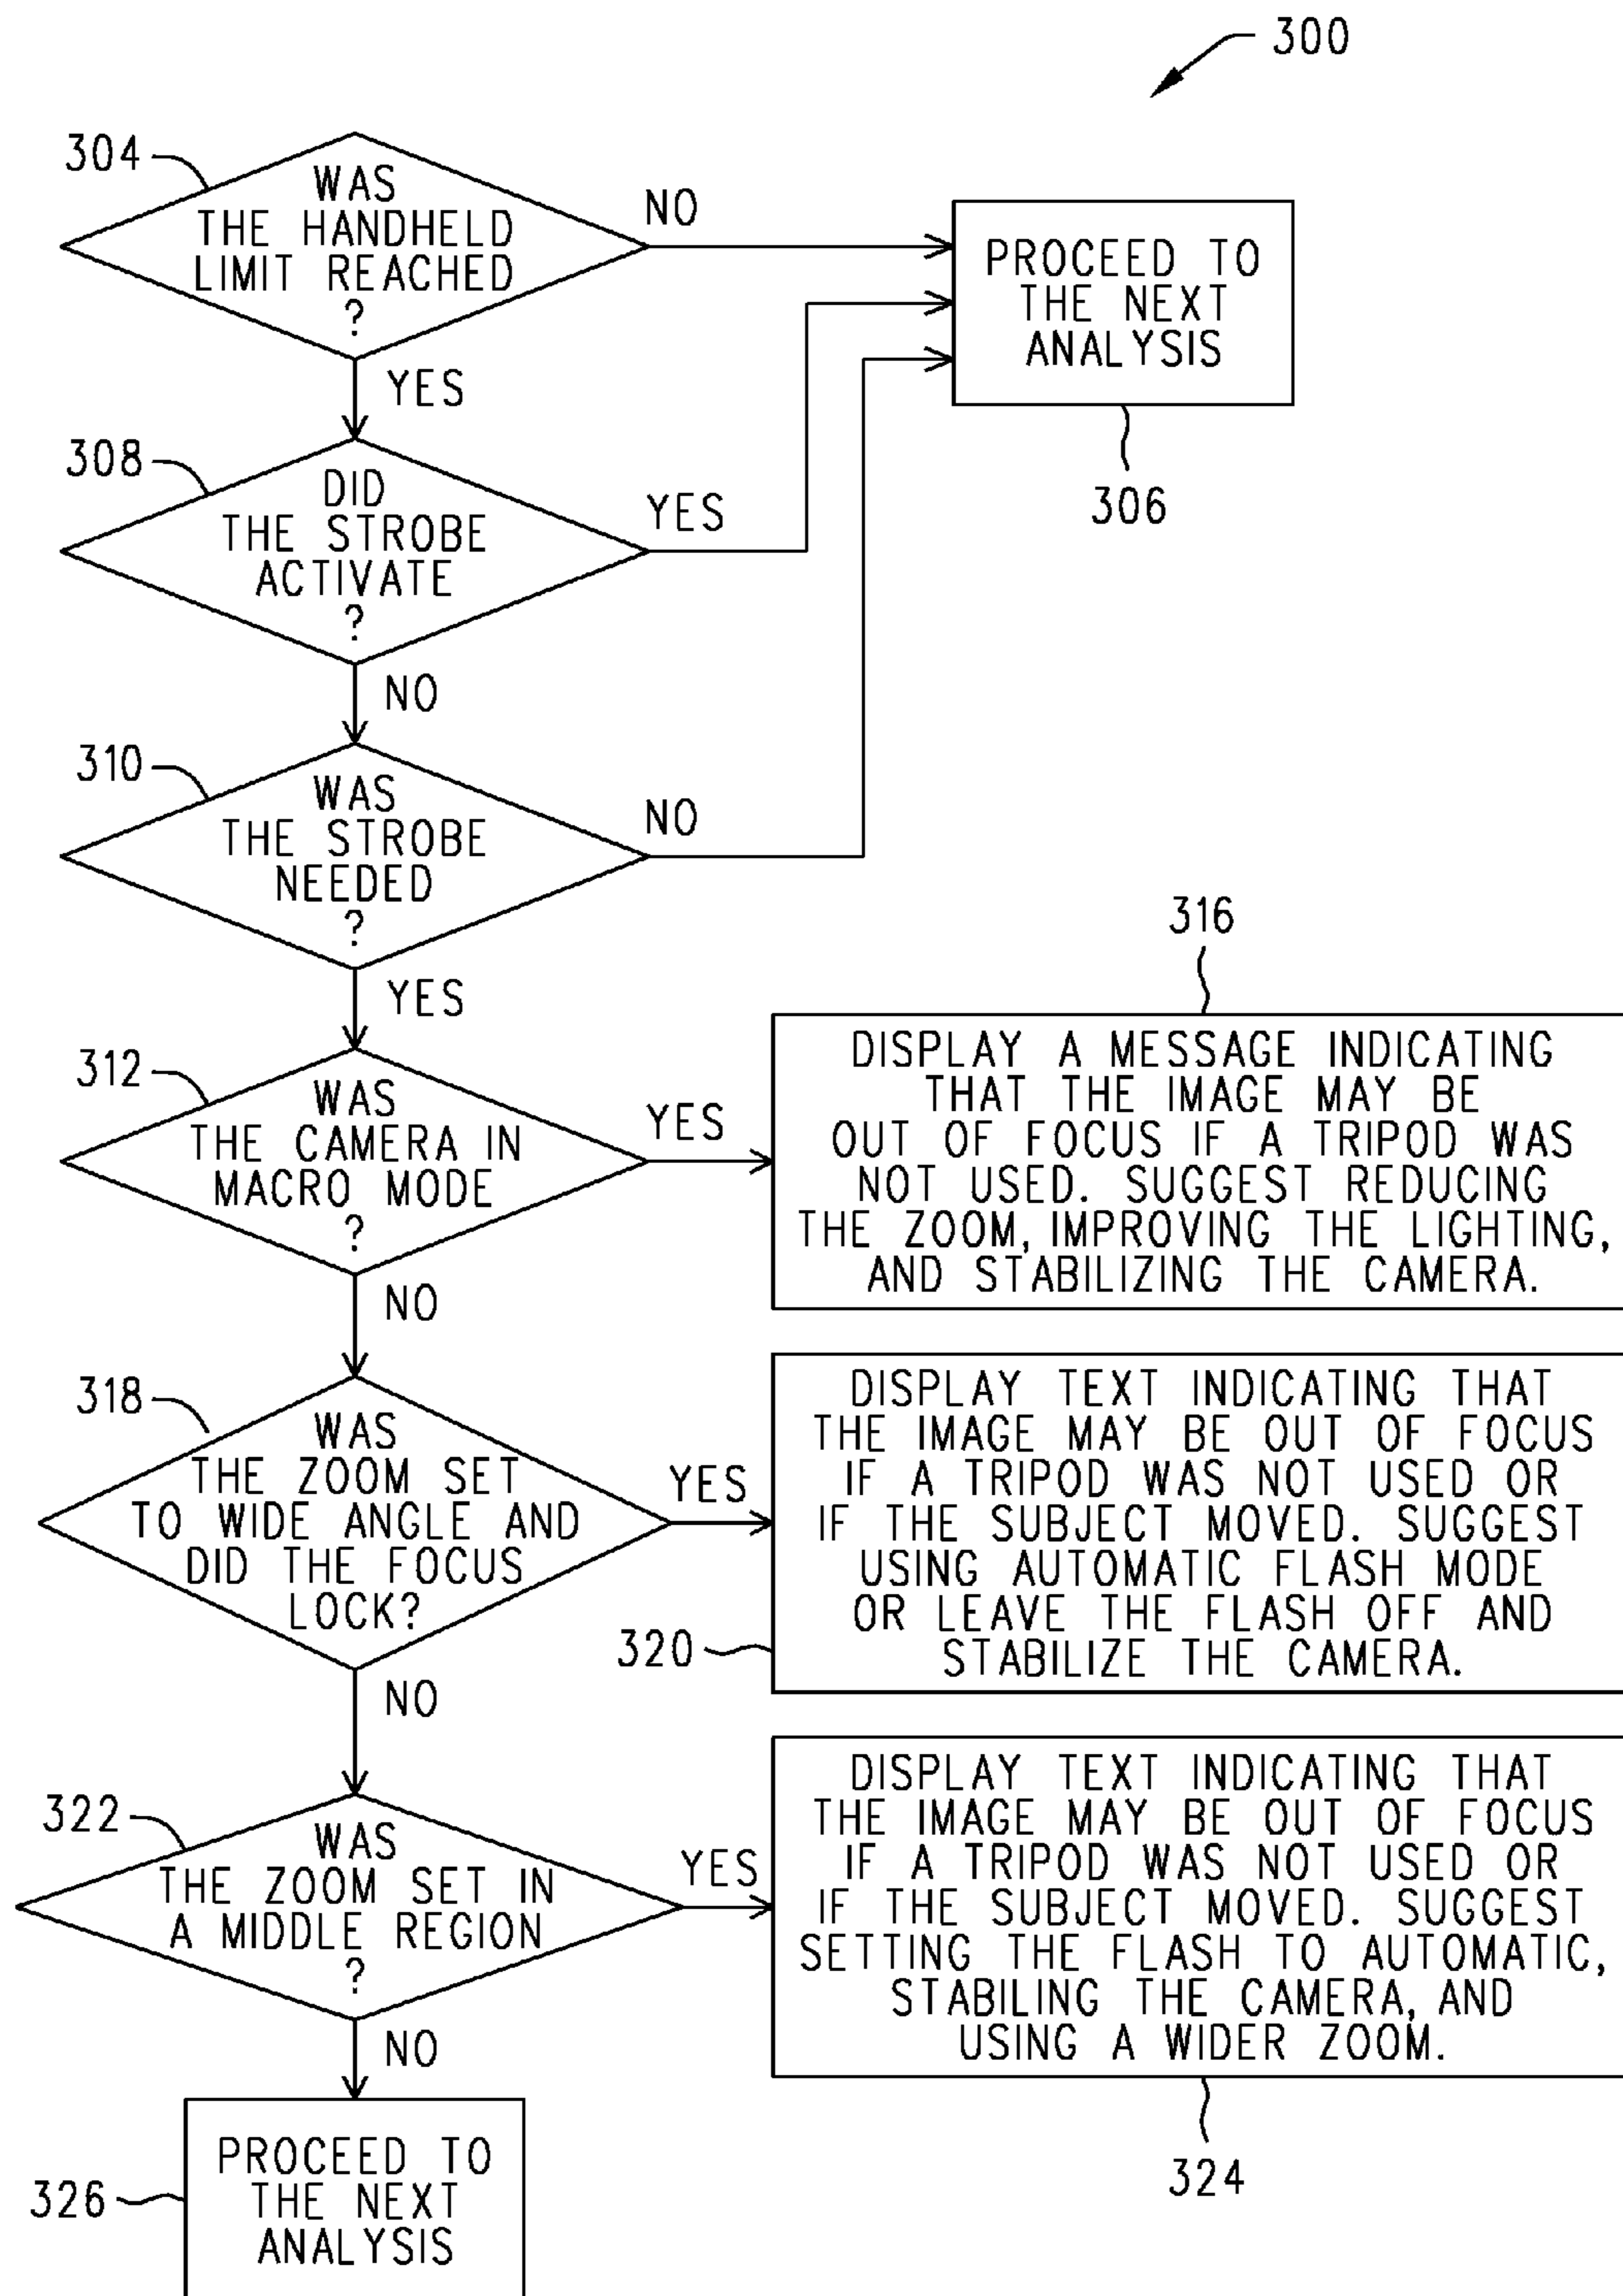 300
304
WAS
THE HANDHELD
LIMIT REACHED
?
NO
YES
PROCEED TO
THE NEXT
ANALYSIS
306
308
DID
THE STROBE
ACTIVATE
?
YES
NO
310
WAS
THE STROBE
NEEDED
?
NO
YES
312
WAS
THE CAMERA IN
MACRO MODE
?
YES
NO
316
DISPLAY A MESSAGE INDICATING
THAT THE IMAGE MAY BE
OUT OF FOCUS IF A TRIPOD WAS
NOT USED. SUGGEST REDUCING
THE ZOOM, IMPROVING THE LIGHTING,
AND STABILIZING THE CAMERA.
318
WAS
THE ZOOM SET
TO WIDE ANGLE AND
DID THE FOCUS
LOCK?
YES
NO
DISPLAY TEXT INDICATING THAT
THE IMAGE MAY BE OUT OF FOCUS
IF A TRIPOD WAS NOT USED OR
IF THE SUBJECT MOVED. SUGGEST
USING AUTOMATIC FLASH MODE
OR LEAVE THE FLASH OFF AND
STABILIZE THE CAMERA.
320
322
WAS
THE ZOOM SET IN
A MIDDLE REGION
?
YES
NO
DISPLAY TEXT INDICATING THAT
THE IMAGE MAY BE OUT OF FOCUS
IF A TRIPOD WAS NOT USED OR
IF THE SUBJECT MOVED. SUGGEST
SETTING THE FLASH TO AUTOMATIC,
STABILING THE CAMERA, AND
USING A WIDER ZOOM.
324
326
PROCEED TO
THE NEXT
ANALYSIS